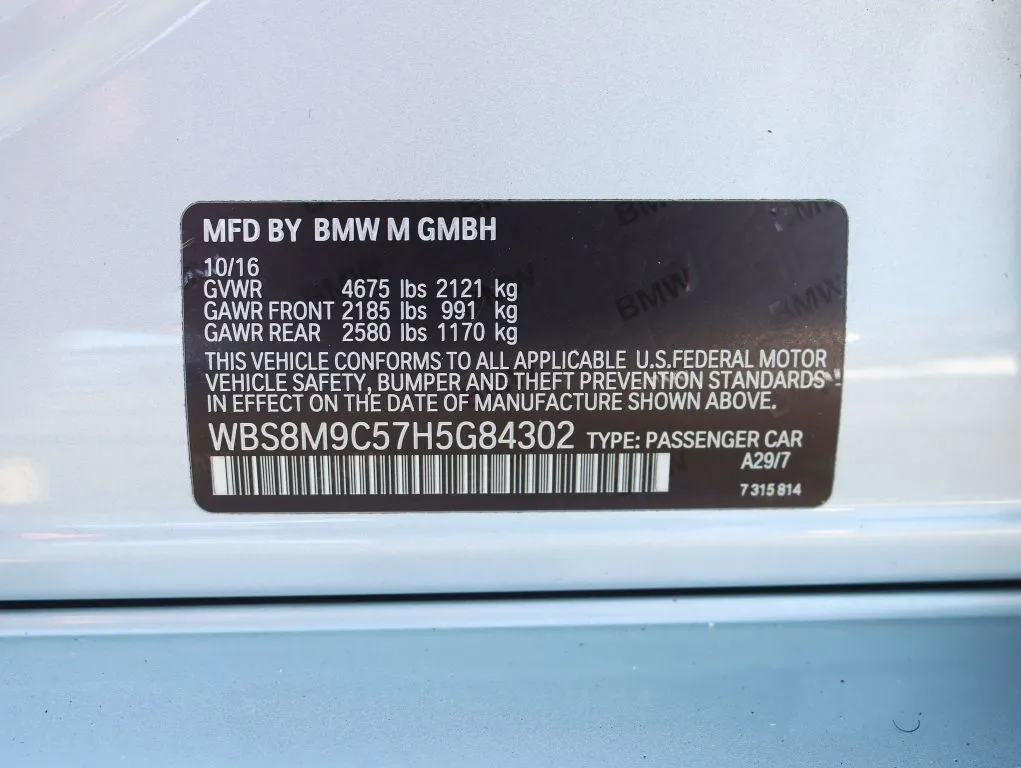 MFD BY BMW M GMBH
10/16
GVWR 4675 lbs 2121 kg
GAWR FRONT 2185 lbs 991 kg
GAWR REAR 2580 lbs 1170 kg
THIS VEHICLE CONFORMS TO ALL APPLICABLE U.S.FEDERAL MOTOR
VEHICLE SAFETY, BUMPER AND THEFT PREVENTION STANDARDS
IN EFFECT ON THE DATE OF MANUFACTURE SHOWN ABOVE.
WBS8M9C57H5G84302 TYPE: PASSENGER CAR
A29/7
7 315 814
BMW
BMW